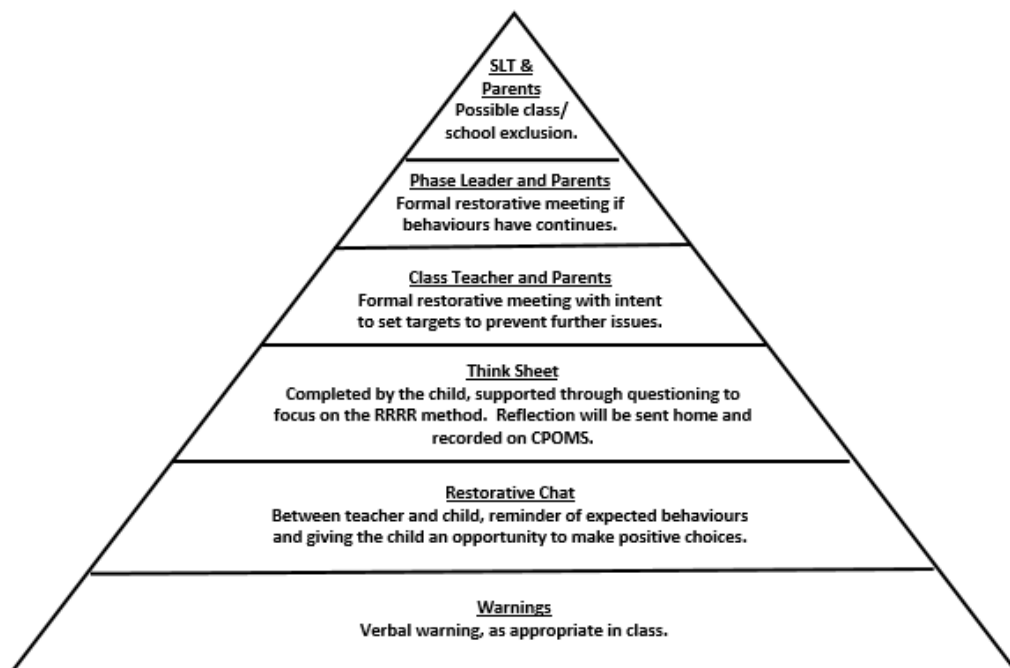 SLT &
Parents
Possible class/
school exclusion.
Phase Leader and Parents
Formal restorative meeting if
behaviours have continues.
Class Teacher and Parents
Formal restorative meeting with intent
to set targets to prevent further issues.
Think Sheet
Completed by the child, supported through questioning to
focus on the RRRR method.  Reflection will be sent home and
recorded on CPOMS.
Restorative Chat
Between teacher and child, reminder of expected behaviours
and giving the child an opportunity to make positive choices.
Warnings
Verbal warning, as appropriate in class.